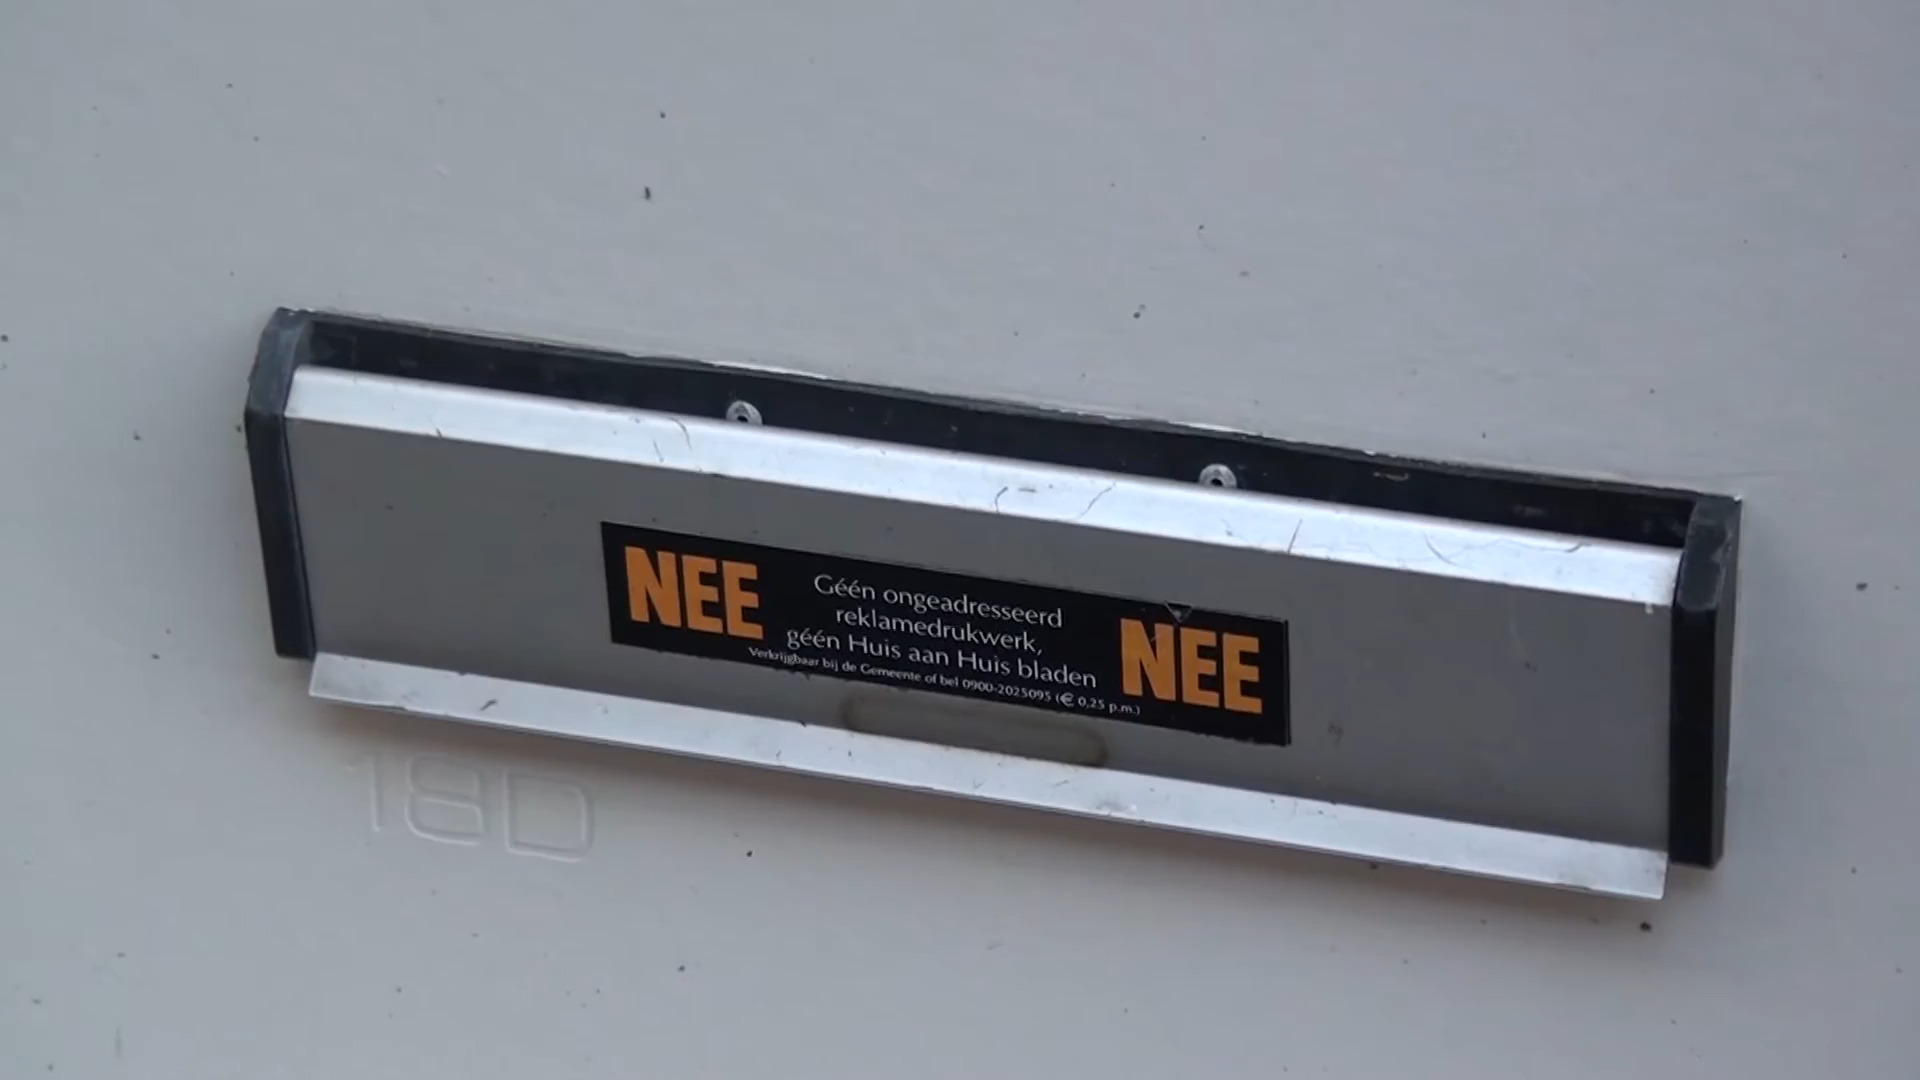 NEE
Géén ongeadresseerd
reklamedrukwerk,
géén Huis aan Huis bladen
Verkrijgbaar bij de Gemeente of bel 0900-2025095 (€ 0,25 p.m.)
NEE
18D